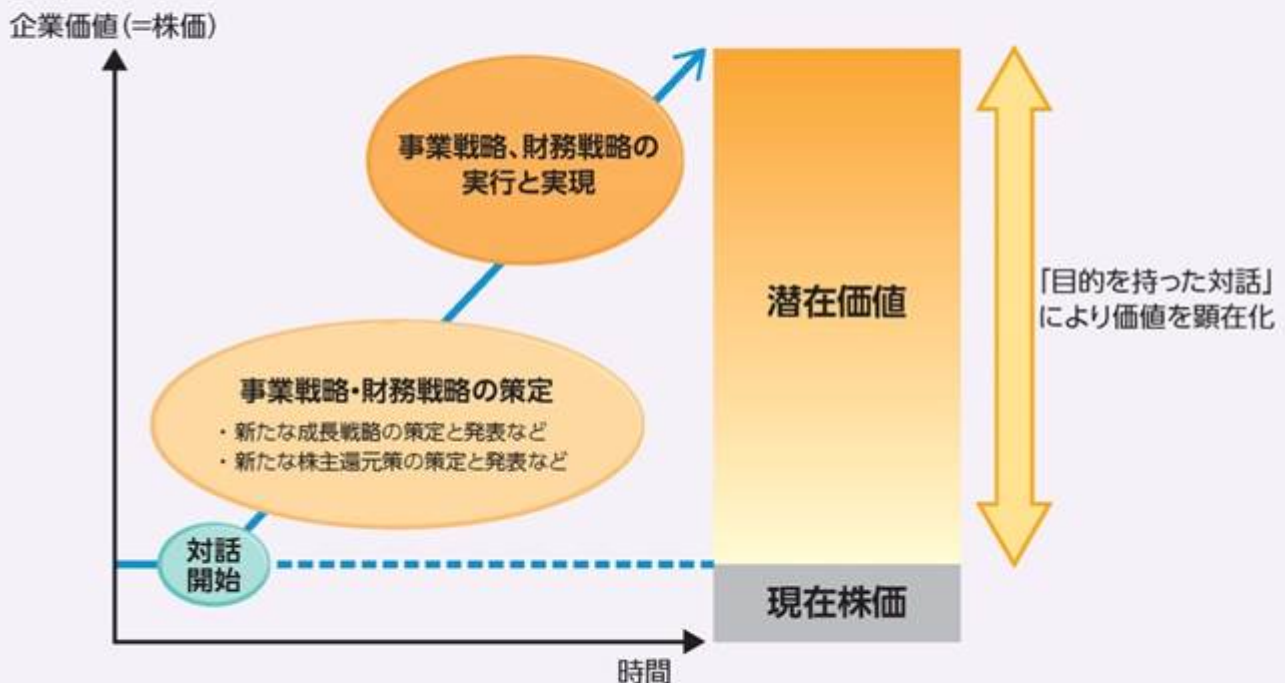 企業価値(=株価)
事業戦略、財務戦略の
実行と実現
事業戦略・財務戦略の策定
・新たな成長戦略の策定と発表など
・新たな株主還元策の策定と発表など
対話
開始
潜在価値
現在株価
「目的を持った対話」
により価値を顕在化
時間